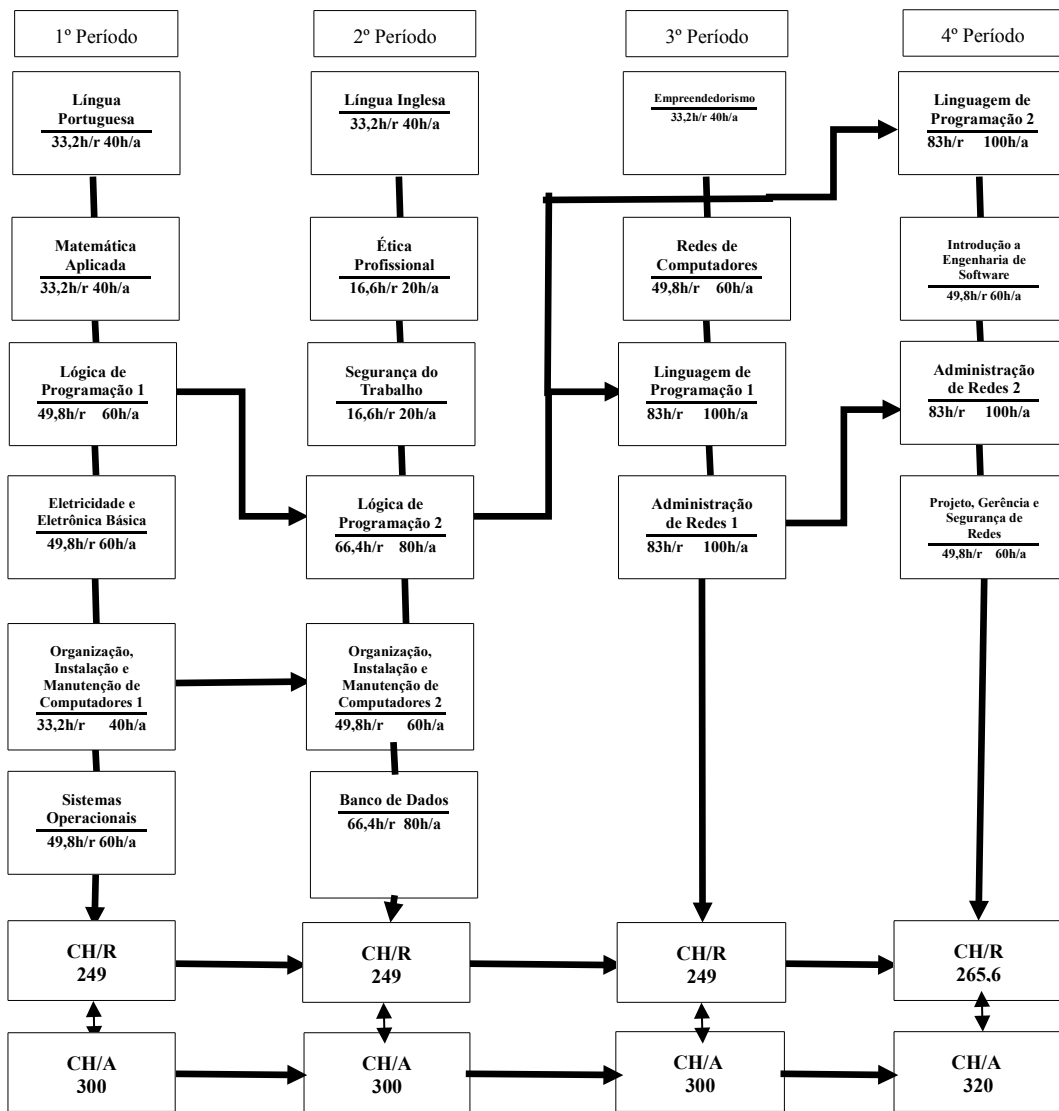 1º Período
Língua
Portuguesa
33,2h/r 40h/a
Matemática
Aplicada
33,2h/r 40h/a
Lógica de
Programação 1
49,8h/r 60h/a
Eletricidade e
Eletrônica Básica
49,8h/r 60h/a
Organização,
Instalação e
Manutenção de
Computadores 1
33,2h/r 40h/a
Sistemas
Operacionais
49,8h/r 60h/a
CH/R
249
CH/A
300
2º Período
Língua Inglesa
33,2h/r 40h/a
Ética
Profissional
16,6h/r 20h/a
Segurança do
Trabalho
16,6h/r 20h/a
Lógica de
Programação 2
66,4h/r 80h/a
Organização,
Instalação e
Manutenção de
Computadores 2
49,8h/r 60h/a
Banco de Dados
66,4h/r 80h/a
CH/R
249
CH/A
300
3º Período
Empreendedorismo
33,2h/r 40h/a
Redes de
Computadores
49,8h/r 60h/a
Linguagem de
Programação 1
83h/r 100h/a
Administração
de Redes 1
83h/r 100h/a
CH/R
249
CH/A
300
4º Período
Linguagem de
Programação 2
83h/r 100h/a
Introdução a
Engenharia de
Software
49,8h/r 60h/a
Administração
de Redes 2
83h/r 100h/a
Projeto, Gerência e
Segurança de
Redes
49,8h/r 60h/a
CH/R
265,6
CH/A
320